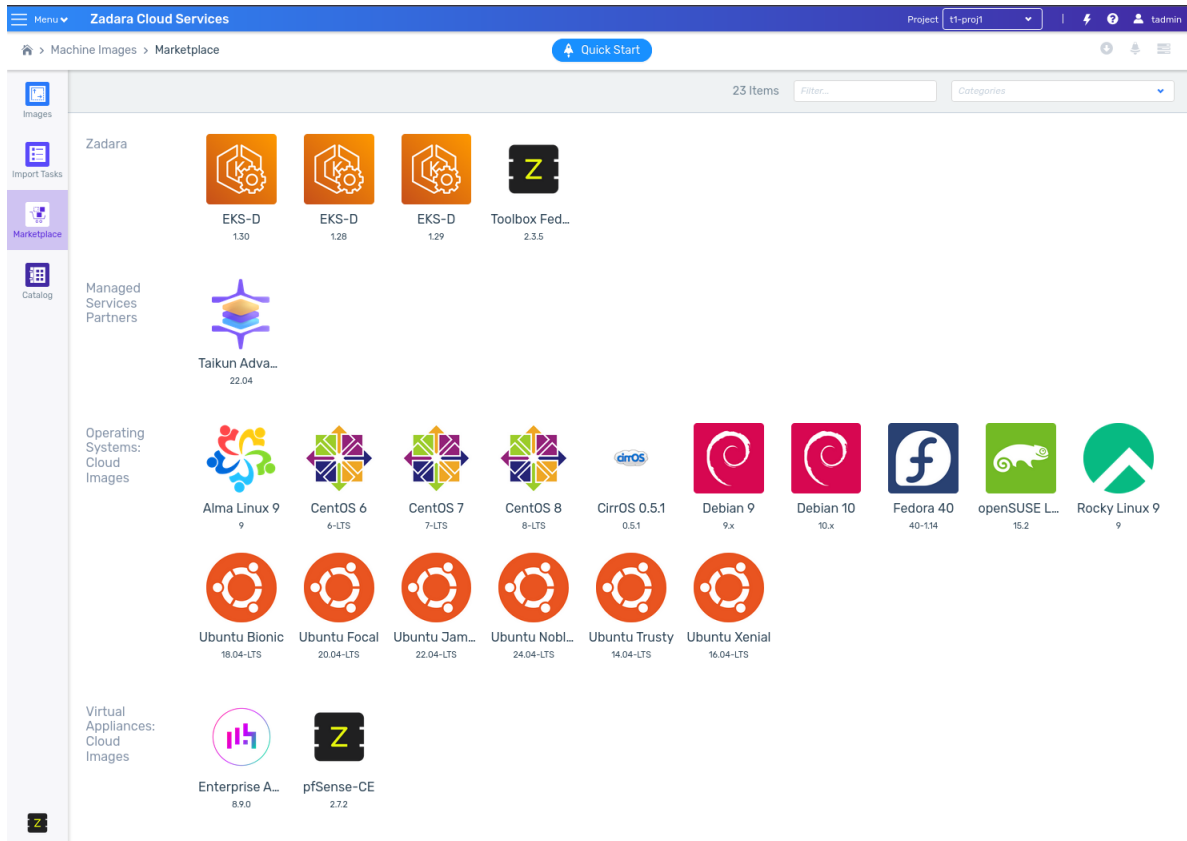 Menu Zadara Cloud Services Project t1-proj1 tadmin
Machine Images > Marketplace Quick Start
23 Items Filter... Categories
Images
Import Tasks
Marketplace
Catalog
Zadara
EKS-D EKS-D EKS-D Toolbox Fed...
1.30 1.28 1.29 2.3.5
Managed
Services
Partners
Taikun Adva...
22.04
Operating
Systems:
Cloud
Images
cirrOS
Alma Linux 9 CentOS 6 CentOS 7 CentOS 8 CirrOS 0.5.1 Debian 9 Debian 10 Fedora 40 openSUSE L... Rocky Linux 9
9 6-LTS 7-LTS 8-LTS 0.5.1 9.x 10.x 40-1.14 15.2 9
Ubuntu Bionic Ubuntu Focal Ubuntu Jam... Ubuntu Nobl... Ubuntu Trusty Ubuntu Xenial
18.04-LTS 20.04-LTS 22.04-LTS 24.04-LTS 14.04-LTS 16.04-LTS
Virtual
Appliances:
Cloud
Images
Z
Enterprise A... pfSense-CE
8.9.0 2.7.2
Z